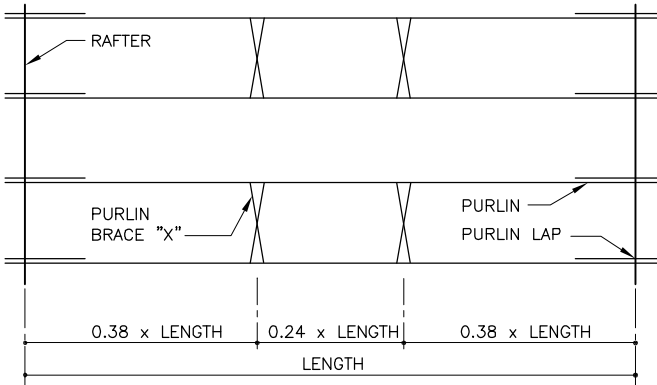 RAFTER
PURLIN
BRACE "X"
PURLIN
PURLIN LAP
0.38 x LENGTH
0.24 x LENGTH
0.38 x LENGTH
LENGTH